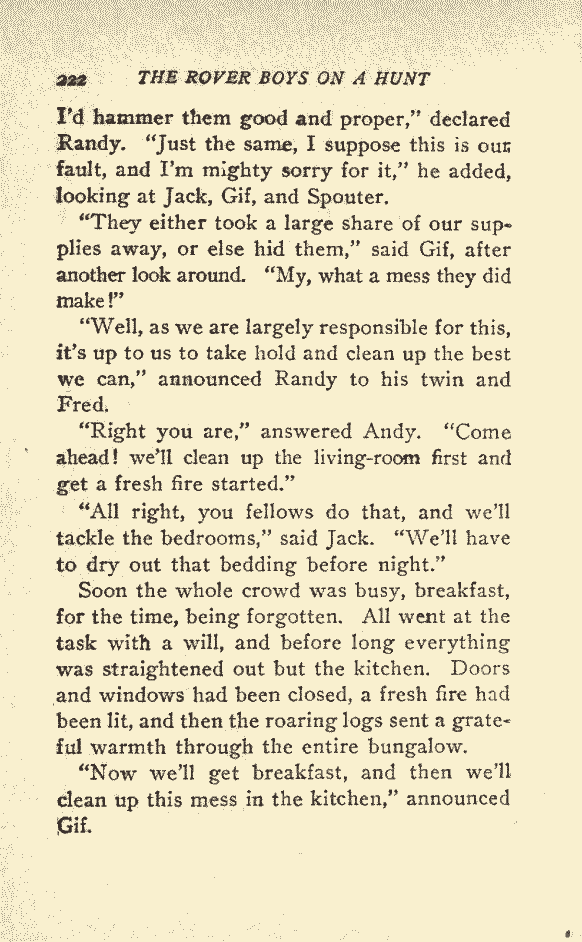 222 THE ROVER BOYS ON A HUNT
I'd hammer them good and proper," declared
Randy. "Just the same, I suppose this is our
fault, and I'm mighty sorry for it," he added,
looking at Jack, Gif, and Spouter.
"They either took a large share of our sup-
plies away, or else hid them," said Gif, after
another look around. "My, what a mess they did
make!"
"Well, as we are largely responsible for this,
it's up to us to take hold and clean up the best
we can," announced Randy to his twin and
Fred.
"Right you are," answered Andy. "Come
ahead! we'll clean up the living-room first and
get a fresh fire started."
"All right, you fellows do that, and we'll
tackle the bedrooms," said Jack. "We'll have
to dry out that bedding before night."
Soon the whole crowd was busy, breakfast,
for the time, being forgotten. All went at the
task with a will, and before long everything
was straightened out but the kitchen. Doors
and windows had been closed, a fresh fire had
been lit, and then the roaring logs sent a grate-
ful warmth through the entire bungalow.
"Now we'll get breakfast, and then we'll
clean up this mess in the kitchen," announced
Gif.